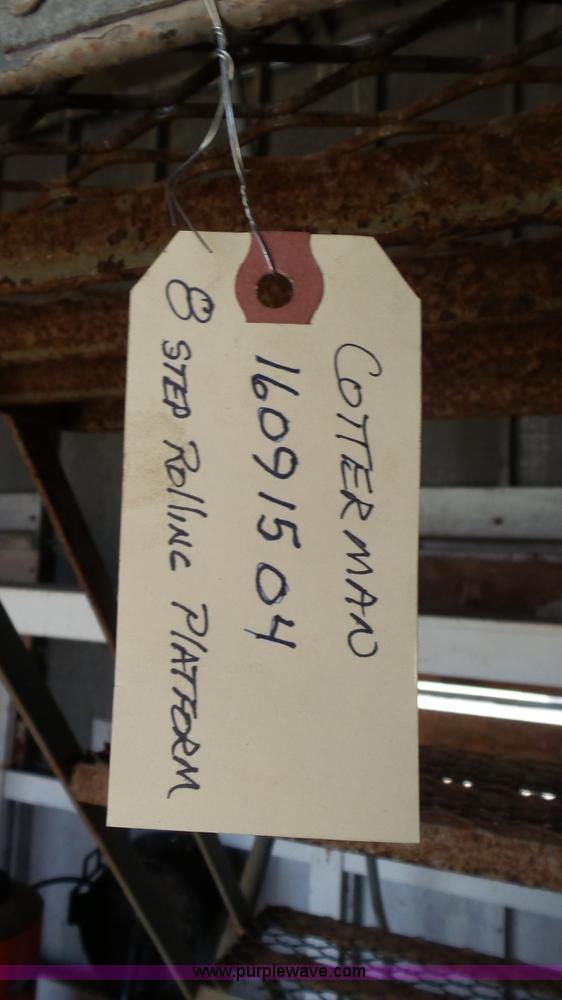 COTTERMAN
16091504
8 STEP Rolling PlATFORM
www.purplewave.com